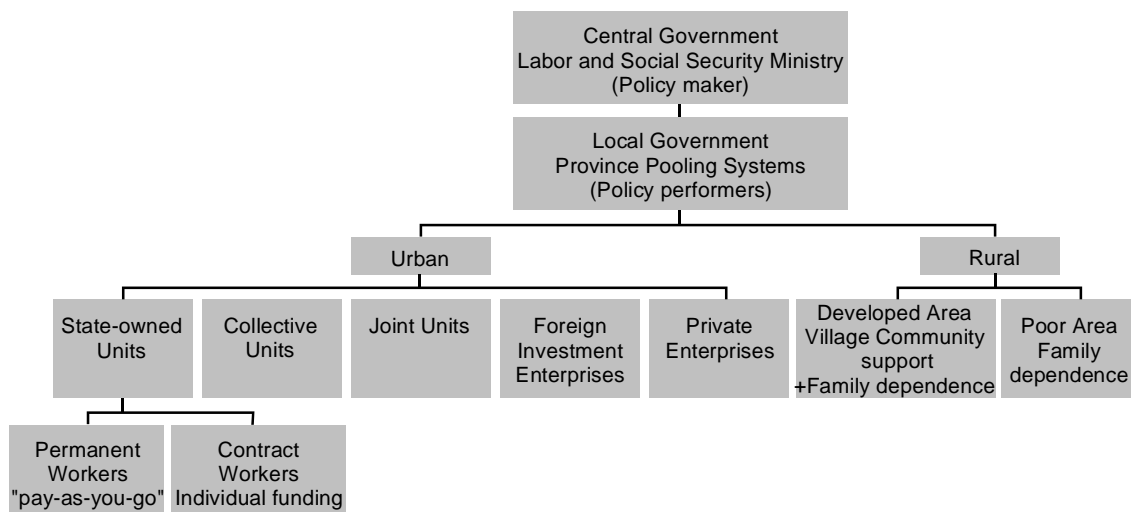 Central Government
Labor and Social Security Ministry
(Policy maker)
Local Government
Province Pooling Systems
(Policy performers)
Urban
Rural
State-owned
Units
Collective
Units
Joint Units
Foreign
Investment
Enterprises
Private
Enterprises
Developed Area
Village Community
support
+Family dependence
Poor Area
Family
dependence
Permanent
Workers
"pay-as-you-go"
Contract
Workers
Individual funding